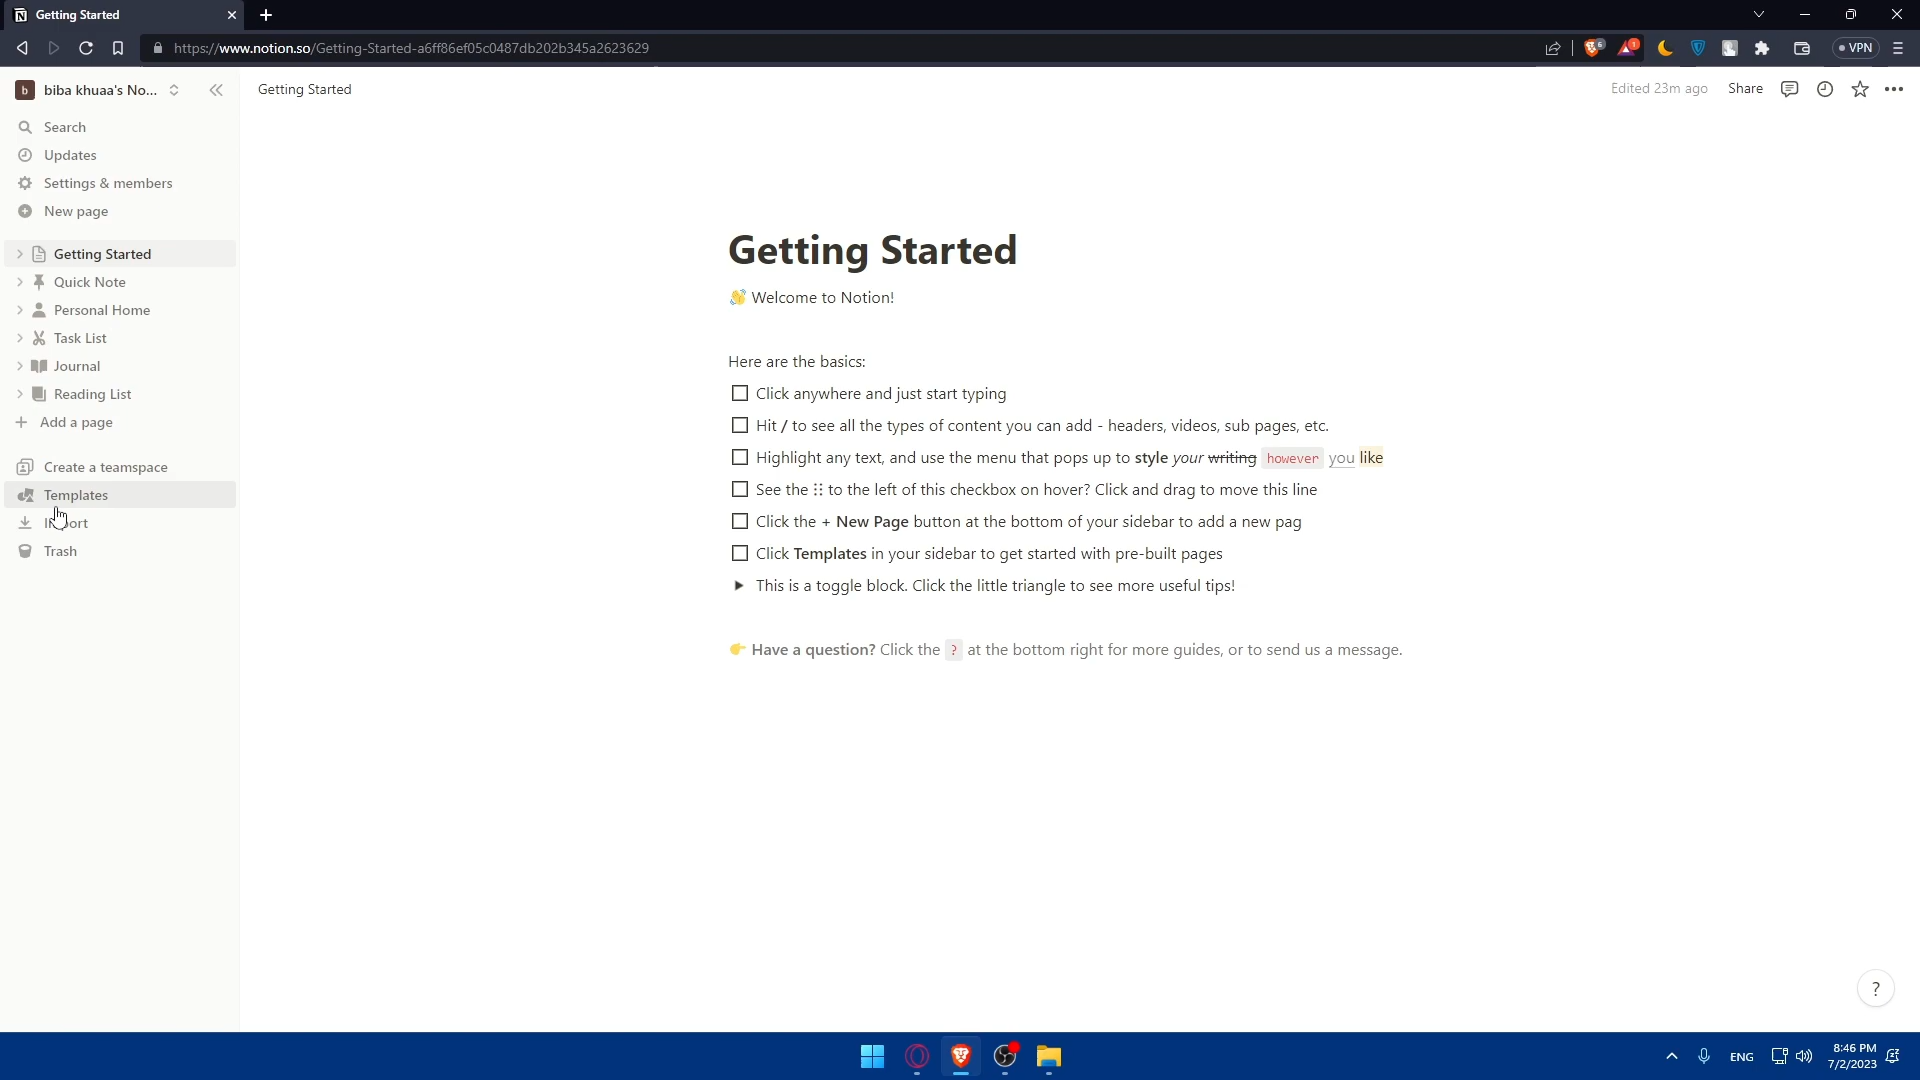 Getting Started
https://www.notion.so/Getting-Started-a6ff86ef05c0487db202b345a2623629
6
1
VPN
b biba khuaa's No...
Getting Started
Edited 23m ago
Share
Search
Updates
Settings & members
New page
Getting Started
Quick Note
Personal Home
Task List
Journal
Reading List
Add a page
Create a teamspace
Templates
Import
Trash
Getting Started
👋 Welcome to Notion!
Here are the basics:
Click anywhere and just start typing
Hit / to see all the types of content you can add - headers, videos, sub pages, etc.
Highlight any text, and use the menu that pops up to style your writing however you like
See the ⋮⋮ to the left of this checkbox on hover? Click and drag to move this line
Click the + New Page button at the bottom of your sidebar to add a new pag
Click Templates in your sidebar to get started with pre-built pages
This is a toggle block. Click the little triangle to see more useful tips!
👉 Have a question? Click the ? at the bottom right for more guides, or to send us a message.
?
ENG
8:46 PM
7/2/2023